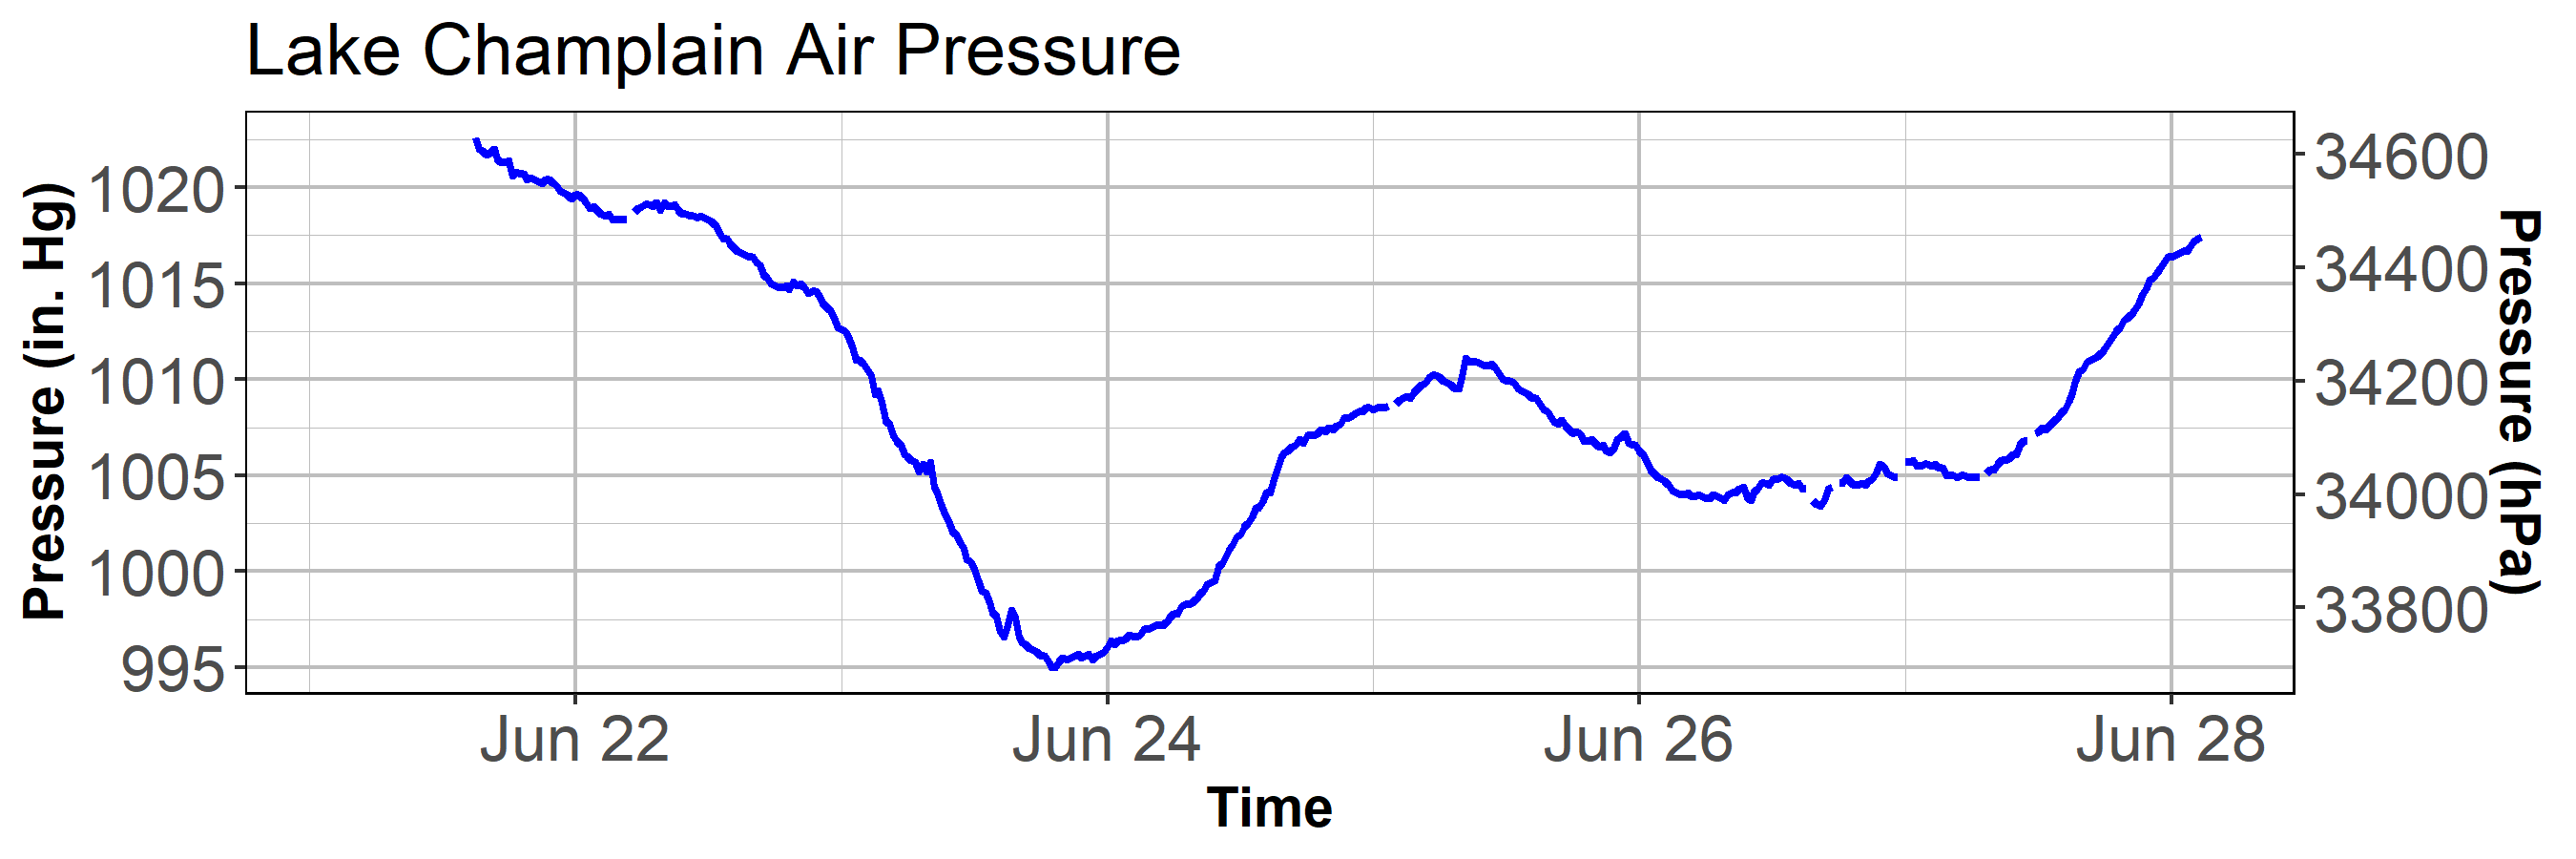 Lake Champlain Air Pressure
Pressure (in. Hg)
1020
1015
1010
1005
1000
995
34600
34400
34200
34000
33800
Pressure (hPa)
Jun 22 Jun 24 Jun 26 Jun 28
Time